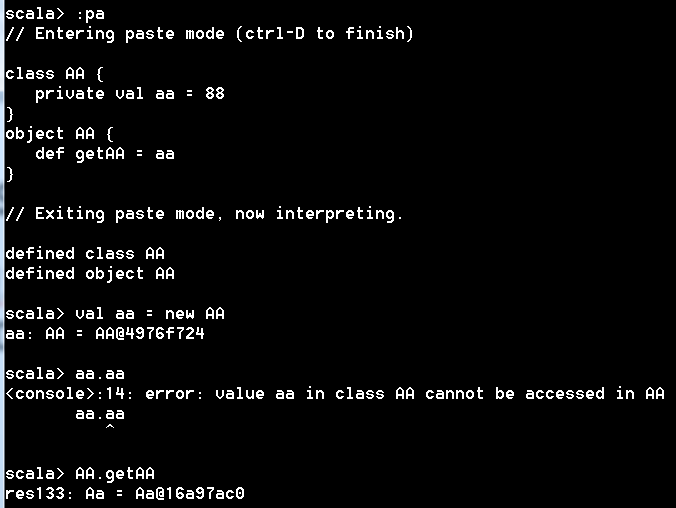 scala> :pa
// Entering paste mode (ctrl-D to finish)
class AA {
private val aa = 88
}
object AA {
def getAA = aa
}
// Exiting paste mode, now interpreting.
defined class AA
defined object AA
scala> val aa = new AA
aa: AA = AA@4976f724
scala> aa.aa
<console>:14: error: value aa in class AA cannot be accessed in AA
aa.aa
^
scala> AA.getAA
res133: Aa = Aa@16a97ac0